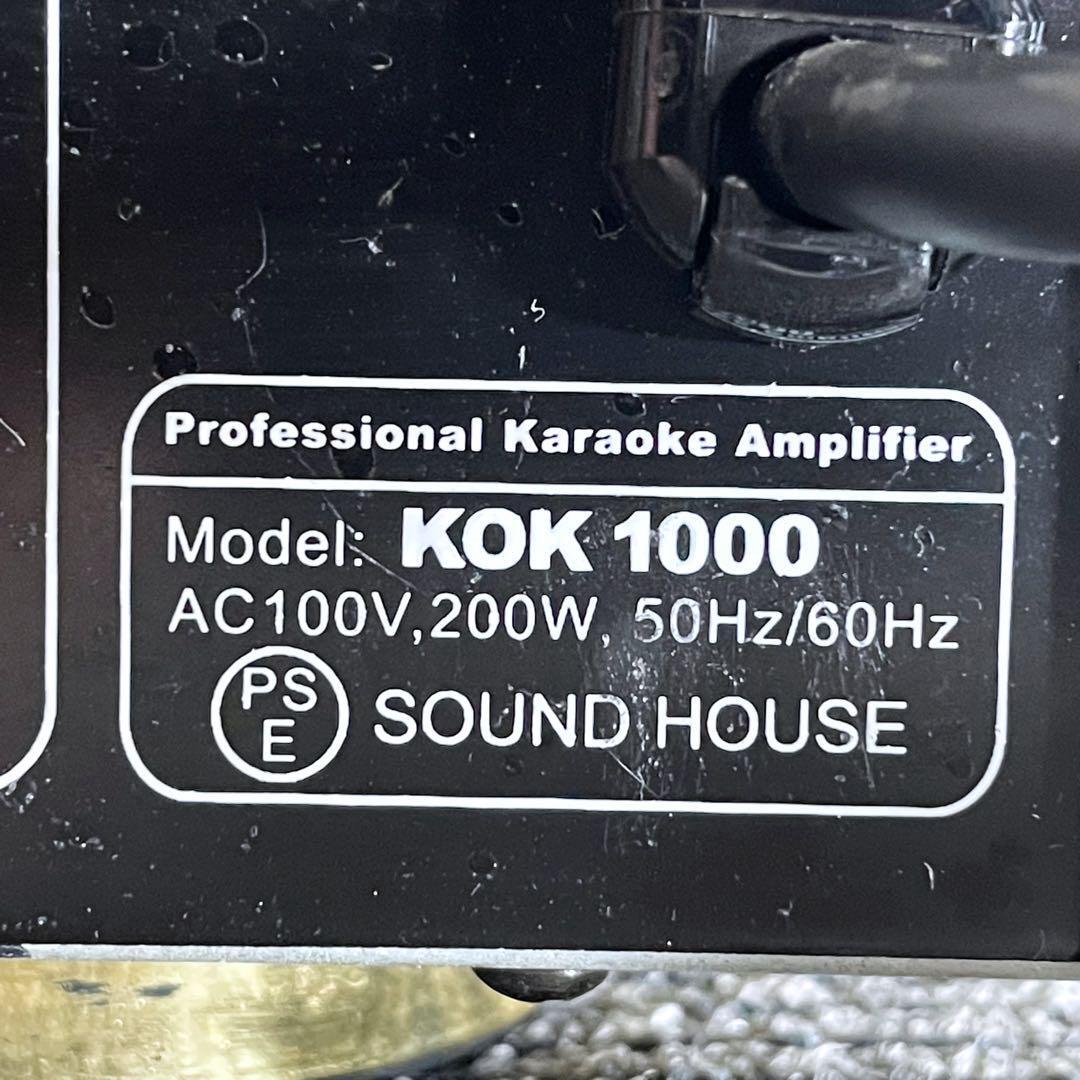 Professional Karaoke Amplifier
Model: KOK 1000
AC100V,200W, 50Hz/60Hz
PS
E
SOUND HOUSE